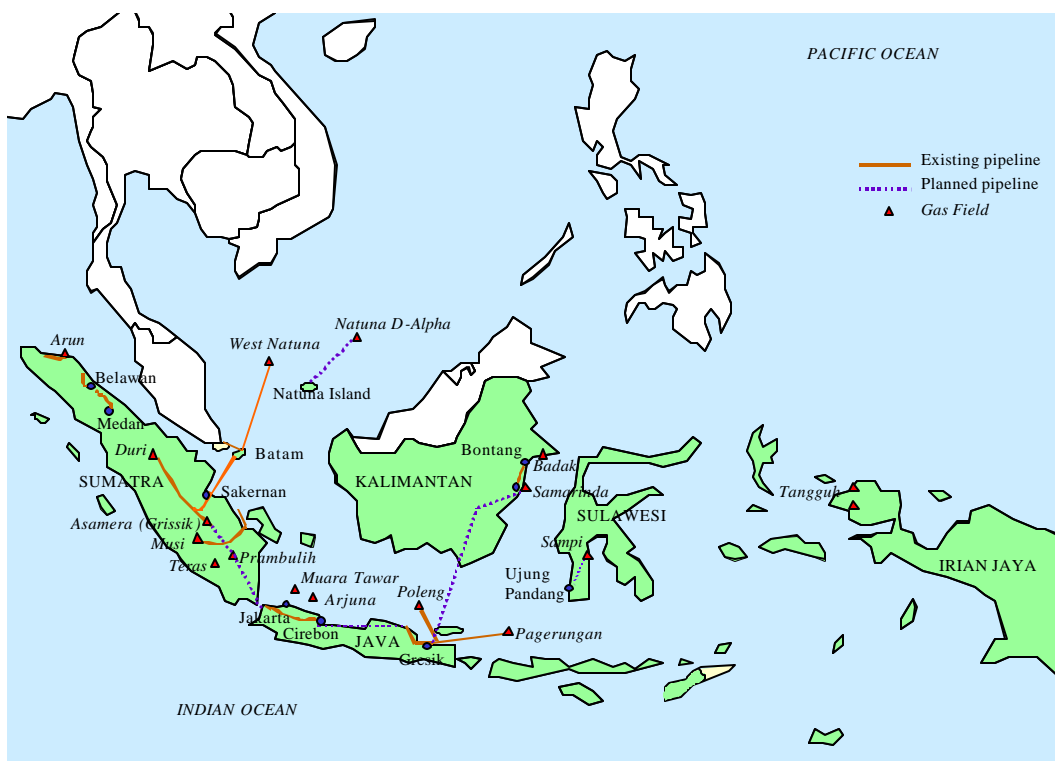 PACIFIC OCEAN
Existing pipeline
Planned pipeline
Gas Field
Natuna D-Alpha
Arun
West Natuna
Belawan
Natuna Island
Medan
Duri
Batam
Bontang
Badak
SUMATRA
Sakernan
KALIMANTAN
Samarinda
Tangguh
Asamera (Grissik)
SULAWESI
Musi
Sampi
Prambulih
Teras
IRIAN JAYA
Muara Tawar
Ujung
Pandang
Poleng
Arjuna
Jakarta
Cirebon
JAVA
Pagerungan
Gresik
INDIAN OCEAN